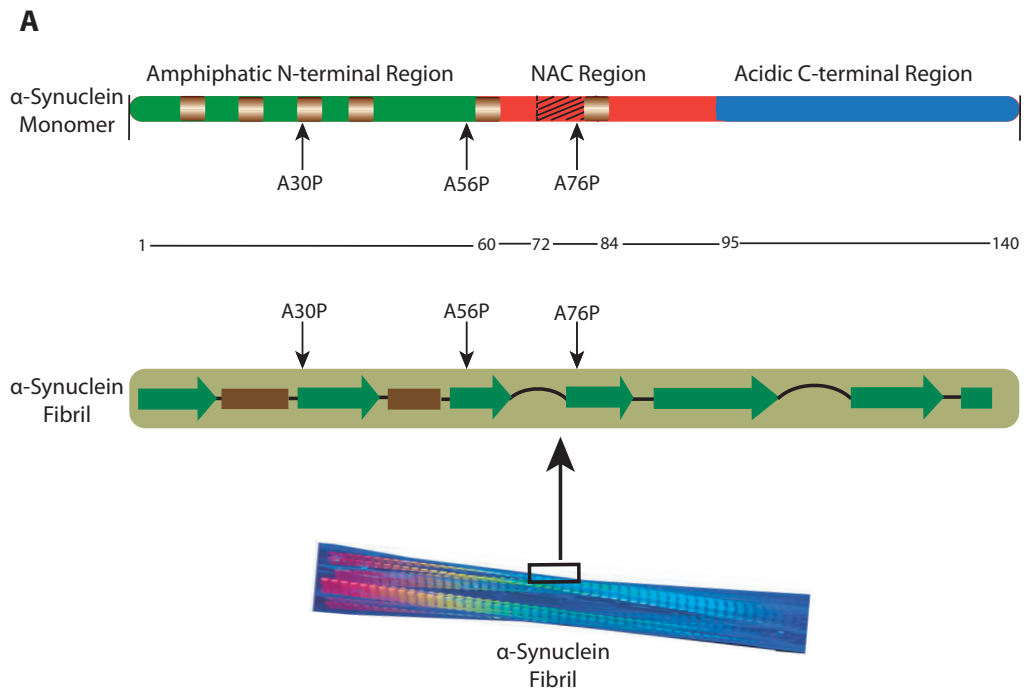 A
Amphiphatic N-terminal Region NAC Region Acidic C-terminal Region
α-Synuclein
Monomer
A30P A56P A76P
1 60 72 84 95 140
A30P A56P A76P
α-Synuclein
Fibril
α-Synuclein
Fibril